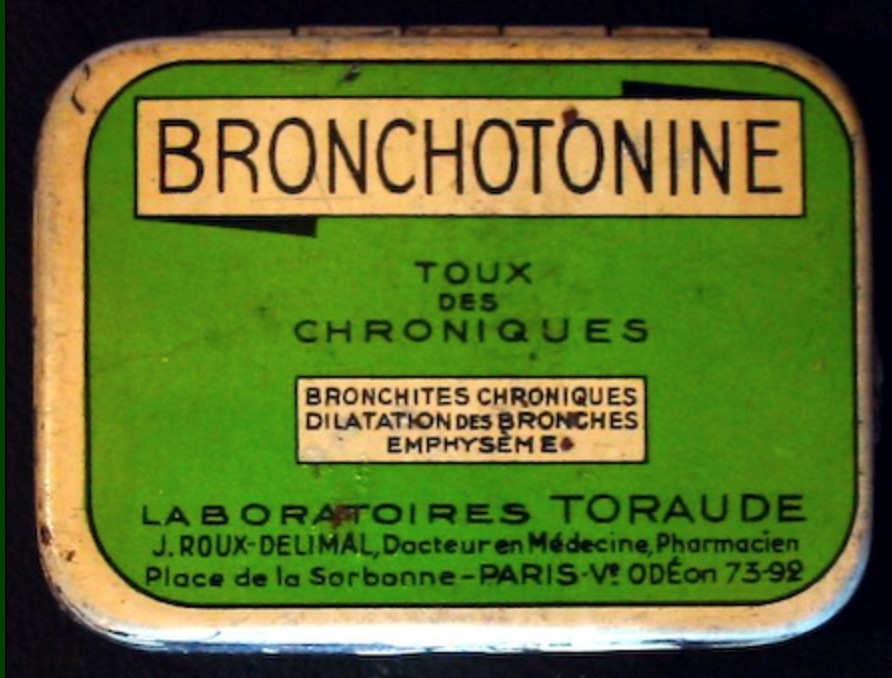 BRONCHOTONINE
TOUX
DES
CHRONIQUES
BRONCHITES CHRONIQUES
DILATATION DES BRONCHES
EMPHYSÈME
LABORATOIRES TORAUDE
J. ROUX-DELIMAL, Docteur en Médecine, Pharmacien
Place de la Sorbonne - PARIS - Vᵉ ODÉon 73-92